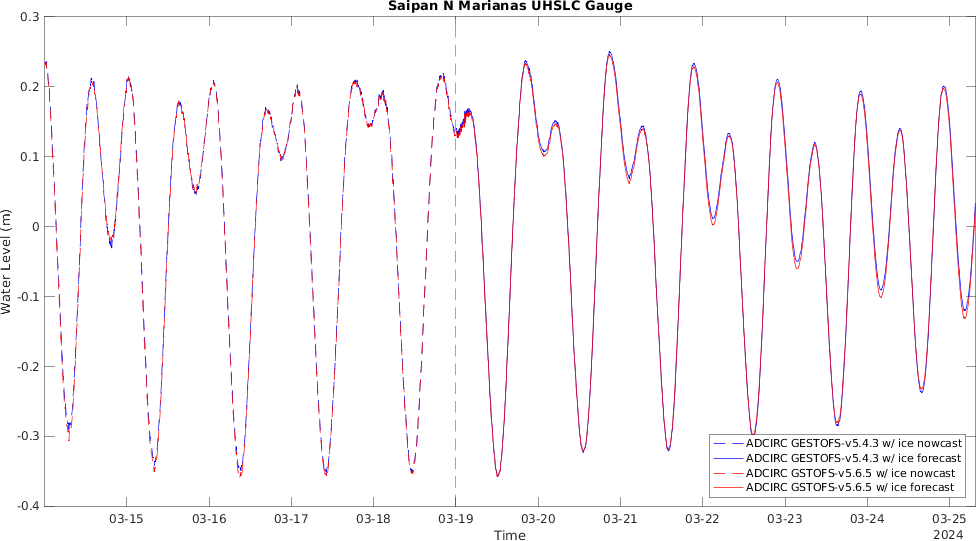 Saipan N Marianas UHSLC Gauge
0.3
0.2
0.1
0
-0.1
-0.2
-0.3
-0.4
Water Level (m)
ADCIRC GESTOFS-v5.4.3 w/ ice nowcast
ADCIRC GSTOFS-v5.4.3 w/ ice forecast
ADCIRC GSTOFS-v5.6.5 w/ ice nowcast
ADCIRC GSTOFS-v5.6.5 w/ ice forecast
03-15 03-16 03-17 03-18 03-19 03-20 03-21 03-22 03-23 03-24 03-25
Time 2024